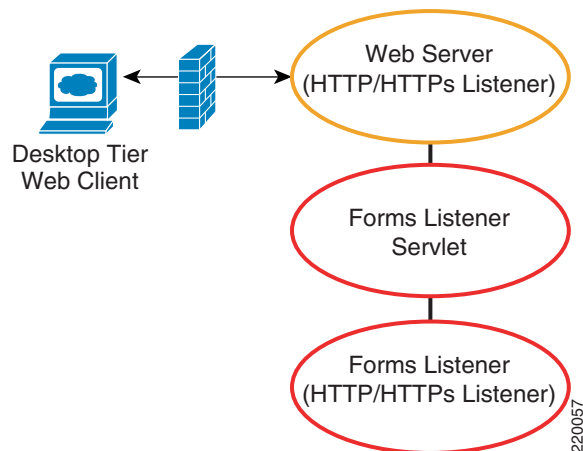 Web Server
(HTTP/HTTPs Listener)
Desktop Tier
Web Client
Forms Listener
Servlet
Forms Listener
(HTTP/HTTPs Listener)
220057